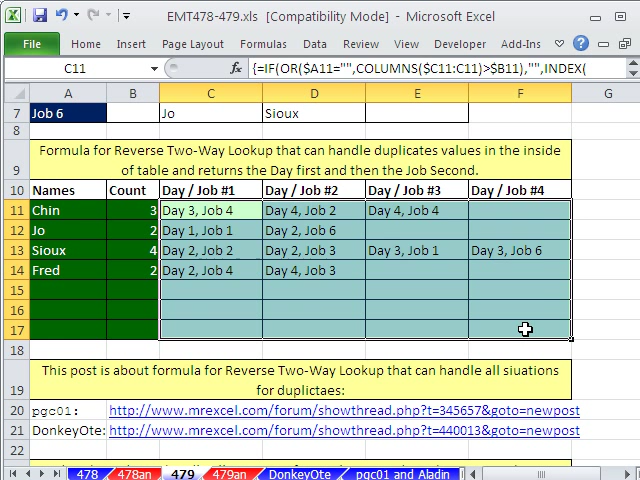 EMT478-479.xls [Compatibility Mode] - Microsoft Excel
File Home Insert Page Layout Formulas Data Review View Developer Add-Ins
C11 fx {=IF(OR($A11="",COLUMNS($C11:C11)>$B11),"",INDEX(
A B C D E F G
7 Job 6 Jo Sioux
8
9 Formula for Reverse Two-Way Lookup that can handle duplicates values in the inside
of table and returns the Day first and then the Job Second.
10 Names Count Day / Job #1 Day / Job #2 Day / Job #3 Day / Job #4
11 Chin 3 Day 3, Job 4 Day 4, Job 2 Day 4, Job 4
12 Jo 2 Day 1, Job 1 Day 2, Job 6
13 Sioux 4 Day 2, Job 2 Day 2, Job 3 Day 3, Job 1 Day 3, Job 6
14 Fred 2 Day 2, Job 4 Day 4, Job 3
15
16
17
18
19 This post is about formula for Reverse Two-Way Lookup that can handle all siuations
for duplictaes:
20 pgc01: http://www.mrexcel.com/forum/showthread.php?t=345657&goto=newpost
21 DonkeyOte: http://www.mrexcel.com/forum/showthread.php?t=440013&goto=newpost
22
478 478an 479 479an DonkeyOte pgc01 and Aladin